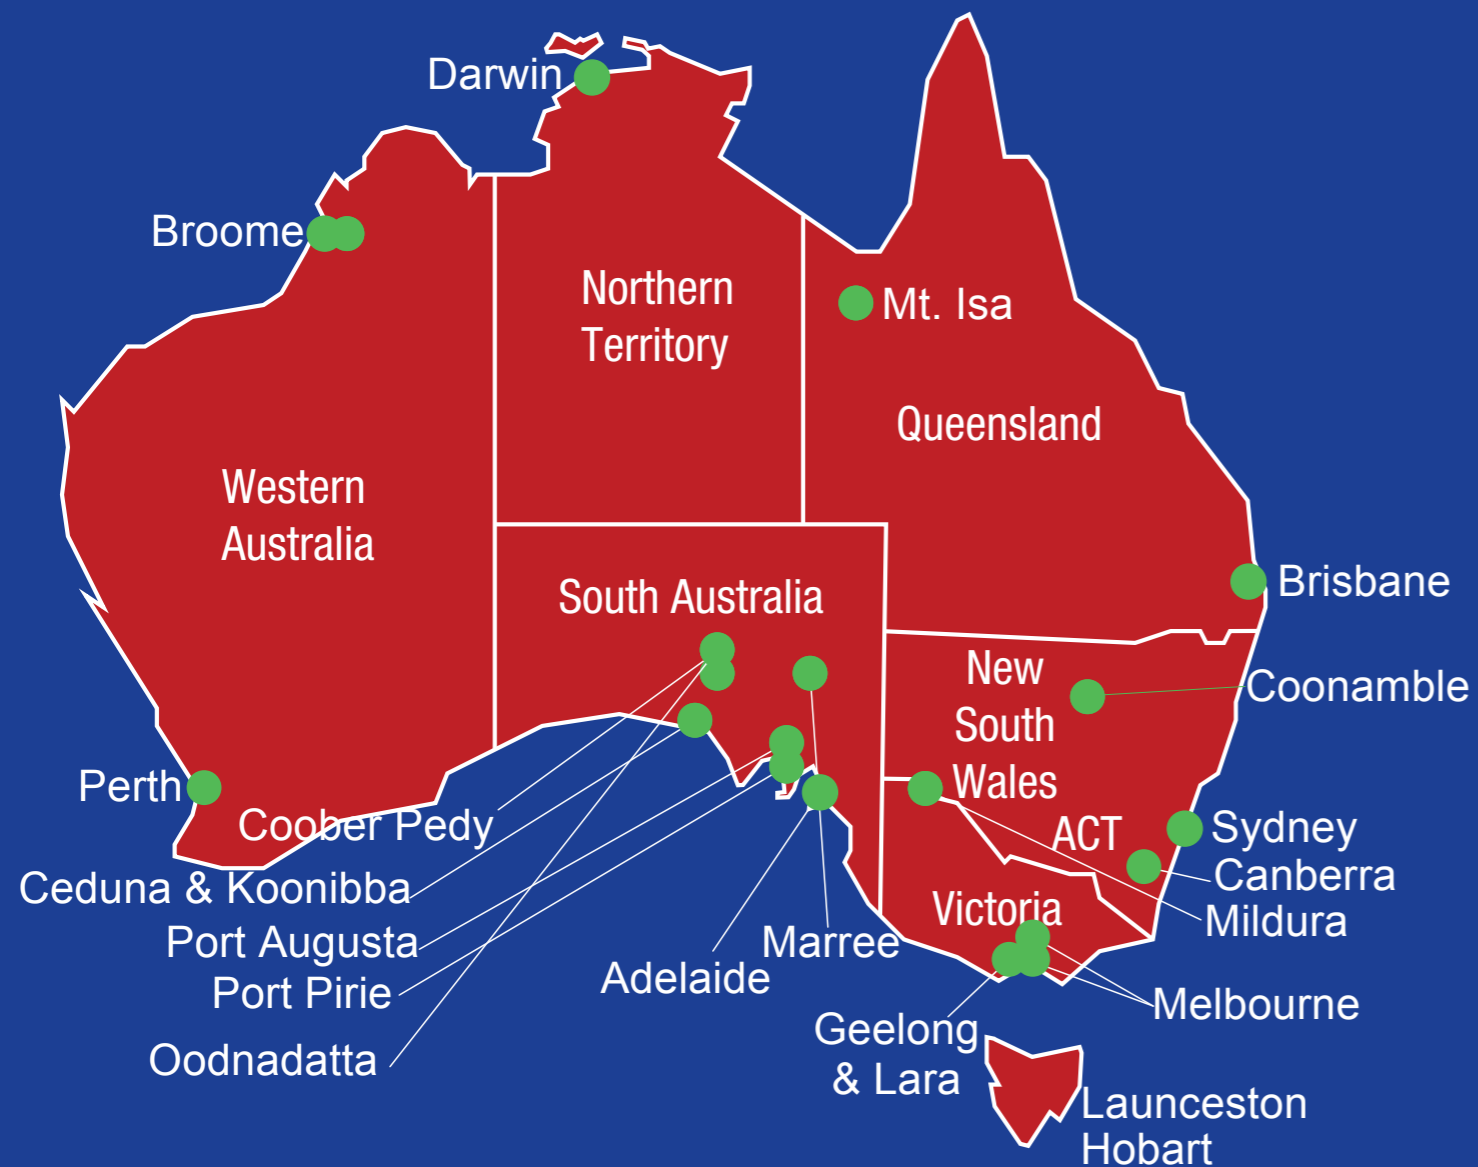 Darwin
Broome
Northern
Territory
Mt. Isa
Queensland
Western
Australia
South Australia
Brisbane
New
South
Wales
Coonamble
Perth
Coober Pedy
ACT
Sydney
Canberra
Ceduna & Koonibba
Victoria
Mildura
Port Augusta
Marree
Adelaide
Port Pirie
Melbourne
Geelong
& Lara
Oodnadatta
Launceston
Hobart